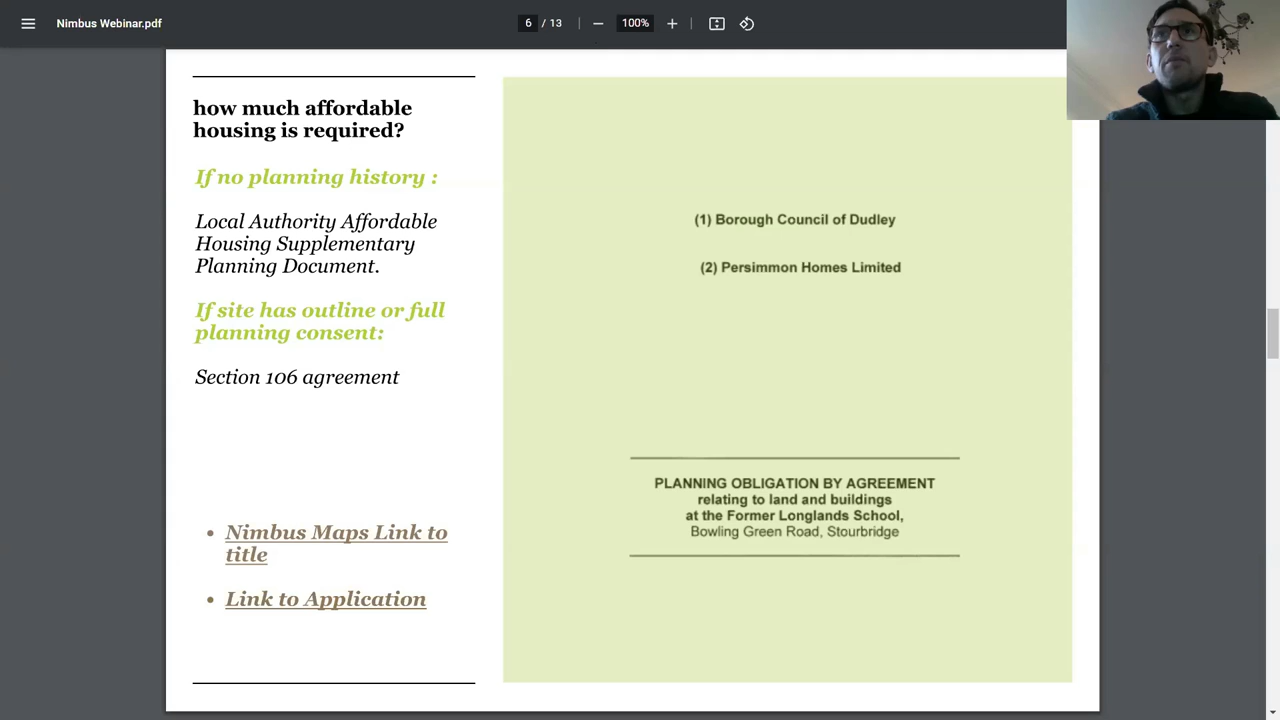 Nimbus Webinar.pdf
6 / 13
100%
how much affordable
housing is required?
If no planning history :
Local Authority Affordable
Housing Supplementary
Planning Document.
If site has outline or full
planning consent:
Section 106 agreement
• Nimbus Maps Link to
title
• Link to Application
(1) Borough Council of Dudley
(2) Persimmon Homes Limited
PLANNING OBLIGATION BY AGREEMENT
relating to land and buildings
at the Former Longlands School,
Bowling Green Road, Stourbridge